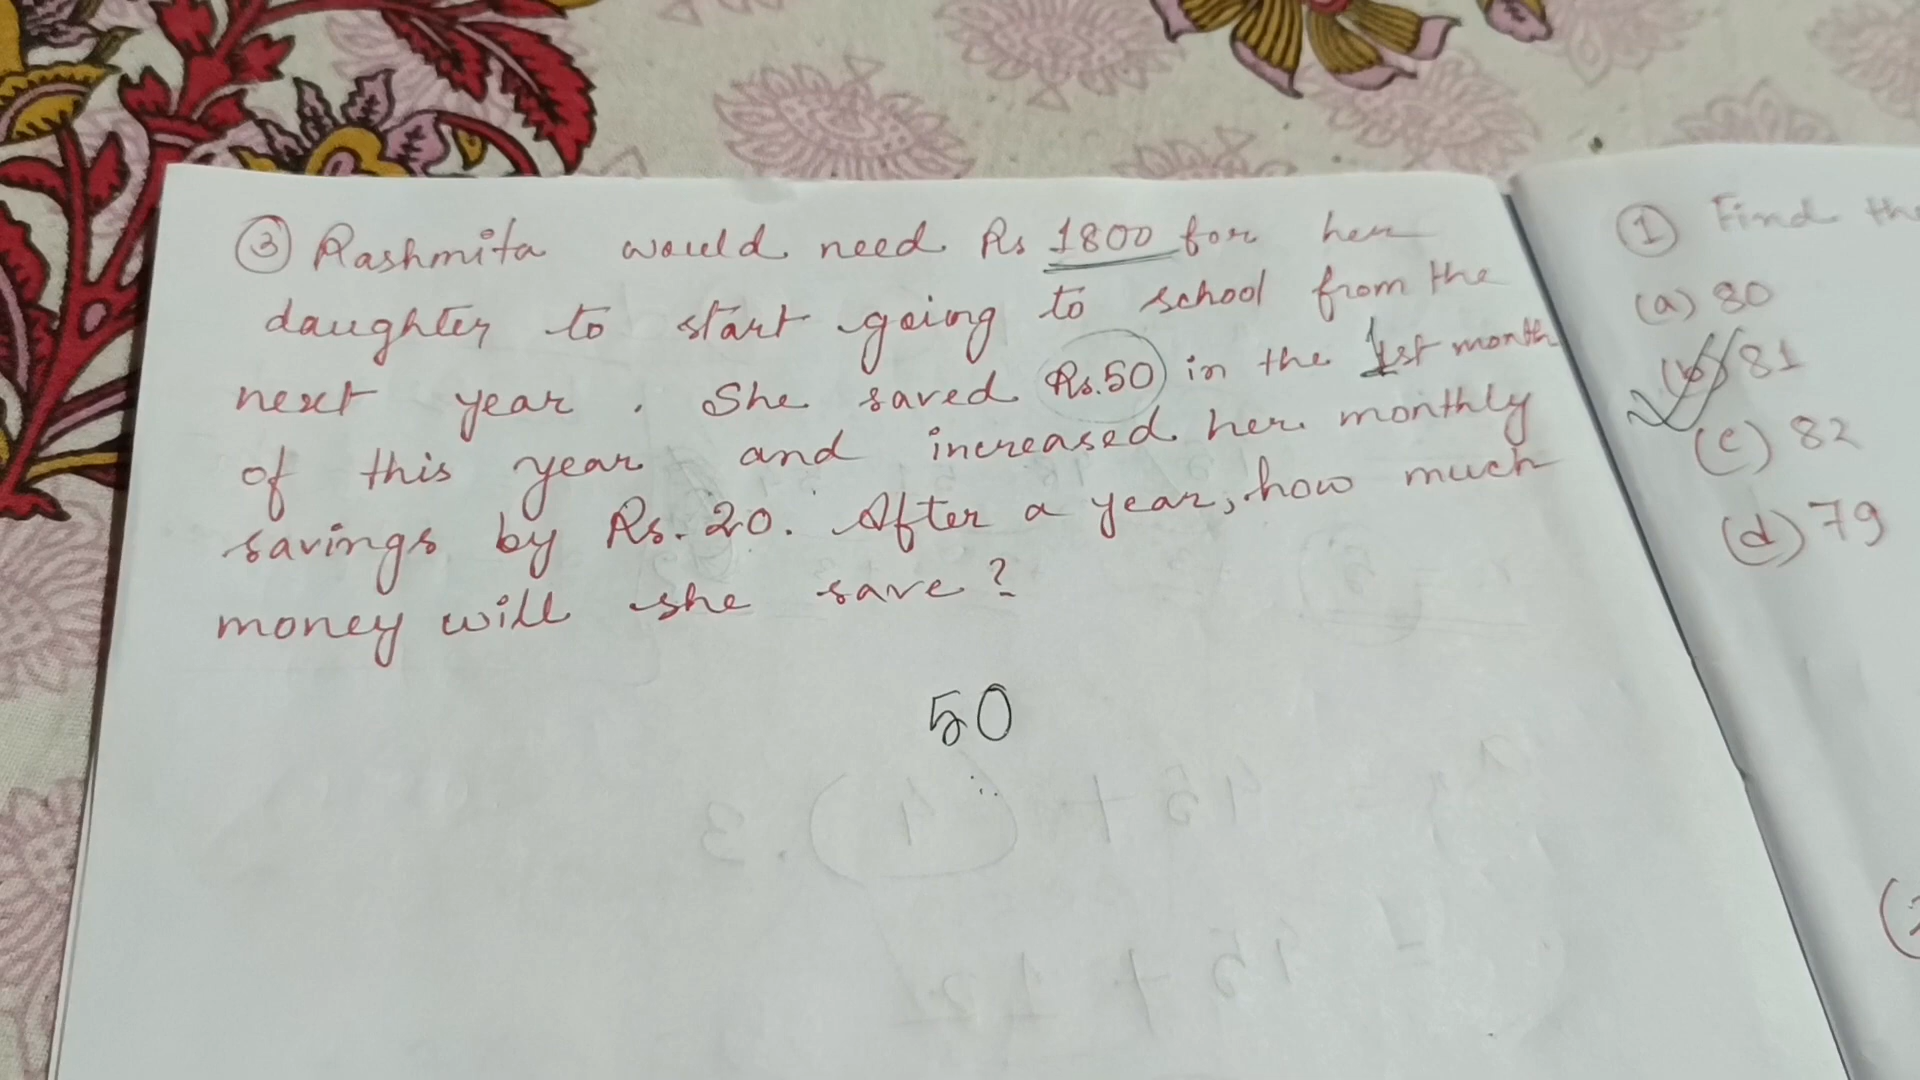 ③ Rashmita would need Rs 1800 for her
daughter to start going to school from the
next year. She saved Rs.50 in the 1st month
of this year and increased her monthly
savings by Rs. 20. After a year, how much
money will she save?
50
① Find the
(a) 80
(b) 81
(c) 82
(d) 79